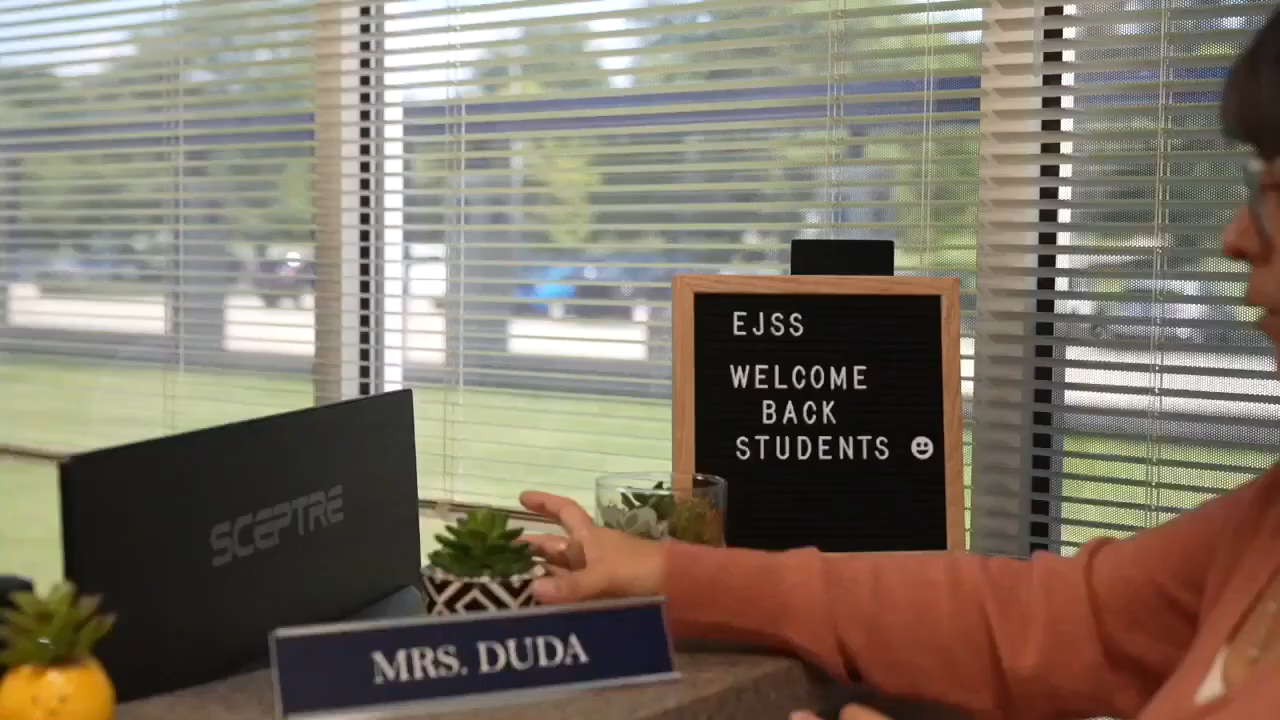 EJSS
WELCOME
BACK
STUDENTS
SCEPTRE
MRS. DUDA